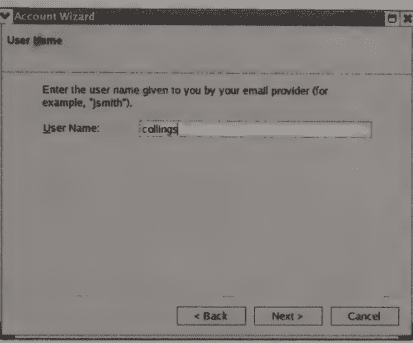 Account Wizard
User Name
Enter the user name given to you by your email provider (for
example, "jsmith").
User Name:
collings
< Back
Next >
Cancel